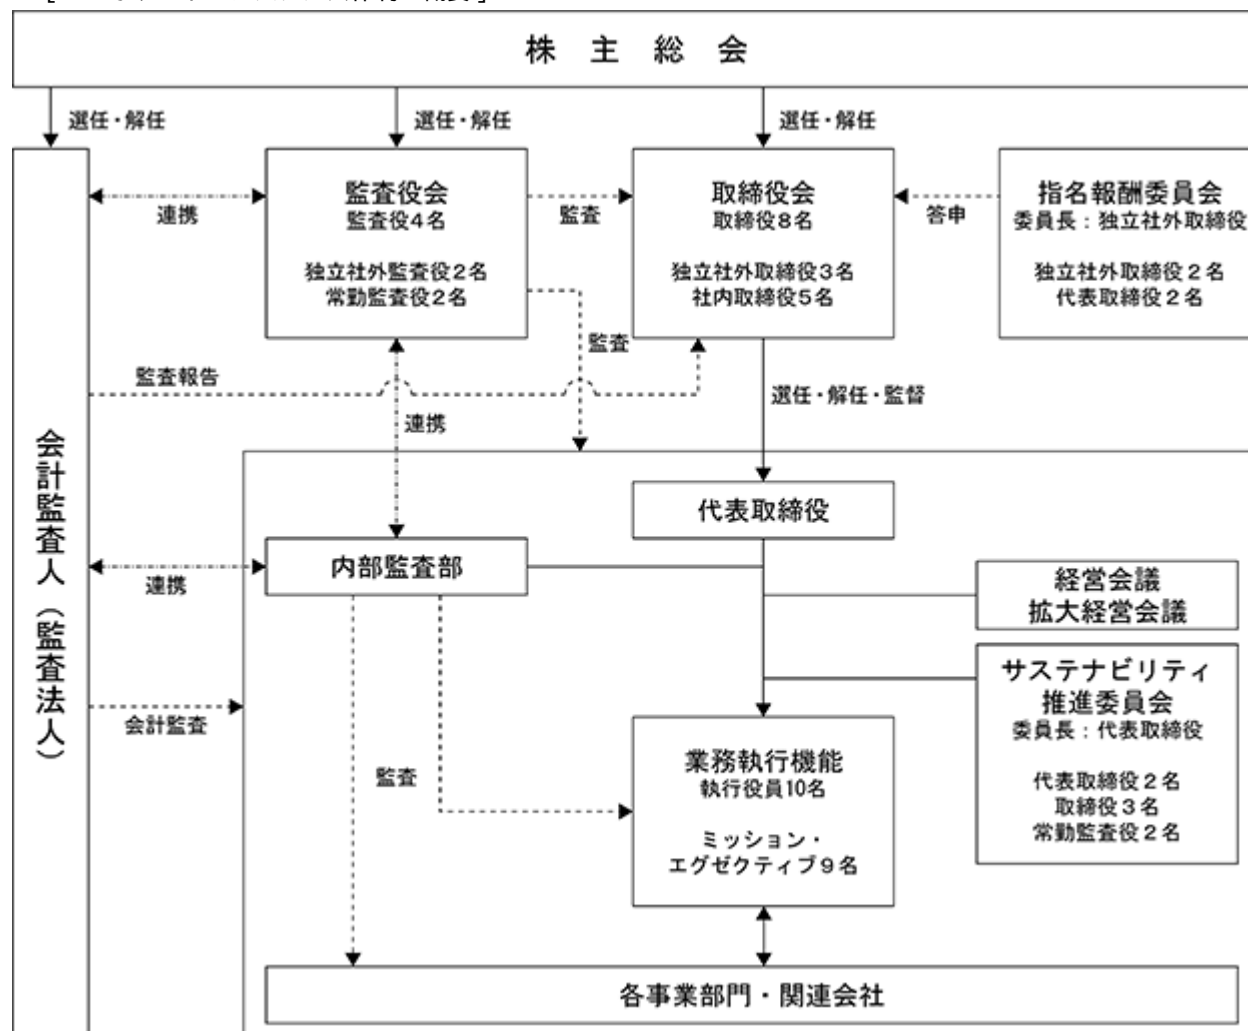 株主総会
選任・解任
選任・解任
選任・解任
監査役会
監査役4名
独立社外監査役2名
常勤監査役2名
取締役会
取締役8名
独立社外取締役3名
社内取締役5名
指名報酬委員会
委員長：独立社外取締役
独立社外取締役2名
代表取締役2名
連携
監査
答申
監査
監査報告
選任・解任・監督
連携
会計監査人（監査法人）
代表取締役
内部監査部
連携
経営会議
拡大経営会議
サステナビリティ
推進委員会
委員長：代表取締役
代表取締役2名
取締役3名
常勤監査役2名
会計監査
業務執行機能
執行役員10名
ミッション・
エグゼクティブ9名
監査
各事業部門・関連会社